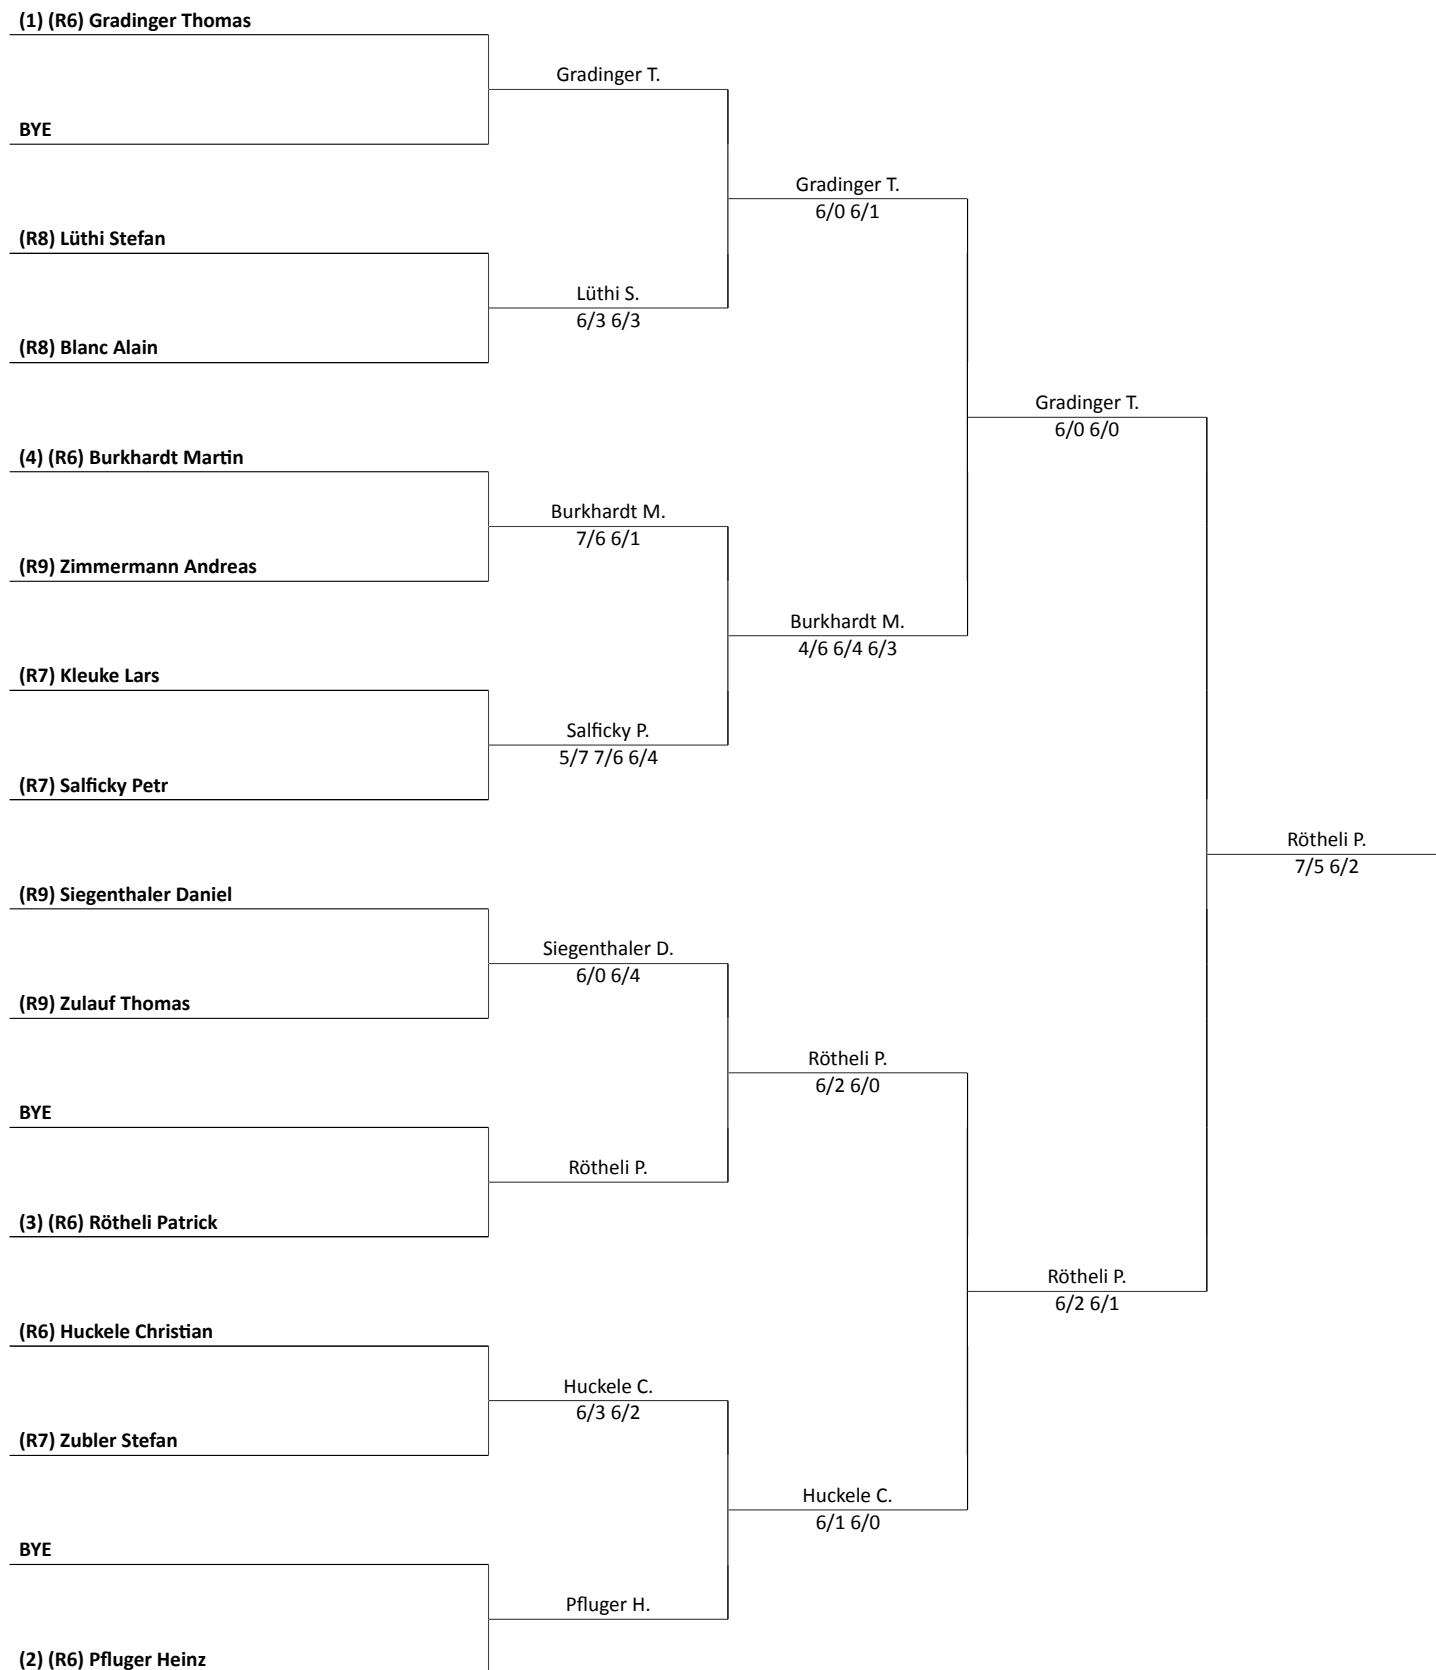 (1) (R6) Gradinger Thomas
Gradinger T.
BYE
Gradinger T.
6/0 6/1
(R8) Lüthi Stefan
Lüthi S.
6/3 6/3
(R8) Blanc Alain
Gradinger T.
6/0 6/0
(4) (R6) Burkhardt Martin
Burkhardt M.
7/6 6/1
(R9) Zimmermann Andreas
Burkhardt M.
4/6 6/4 6/3
(R7) Kleuke Lars
Salficky P.
5/7 7/6 6/4
(R7) Salficky Petr
Rötheli P.
7/5 6/2
(R9) Siegenthaler Daniel
Siegenthaler D.
6/0 6/4
(R9) Zulauf Thomas
Rötheli P.
6/2 6/0
BYE
Rötheli P.
(3) (R6) Rötheli Patrick
Rötheli P.
6/2 6/1
(R6) Huckele Christian
Huckele C.
6/3 6/2
(R7) Zubler Stefan
Huckele C.
6/1 6/0
BYE
Pfluger H.
(2) (R6) Pfluger Heinz